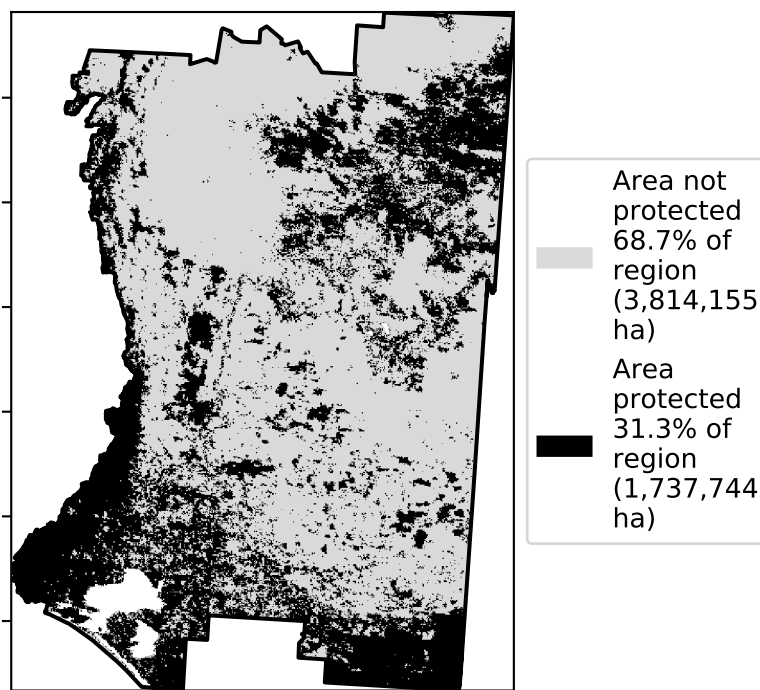 Area not
protected
68.7% of
region
(3,814,155
ha)
Area
protected
31.3% of
region
(1,737,744
ha)